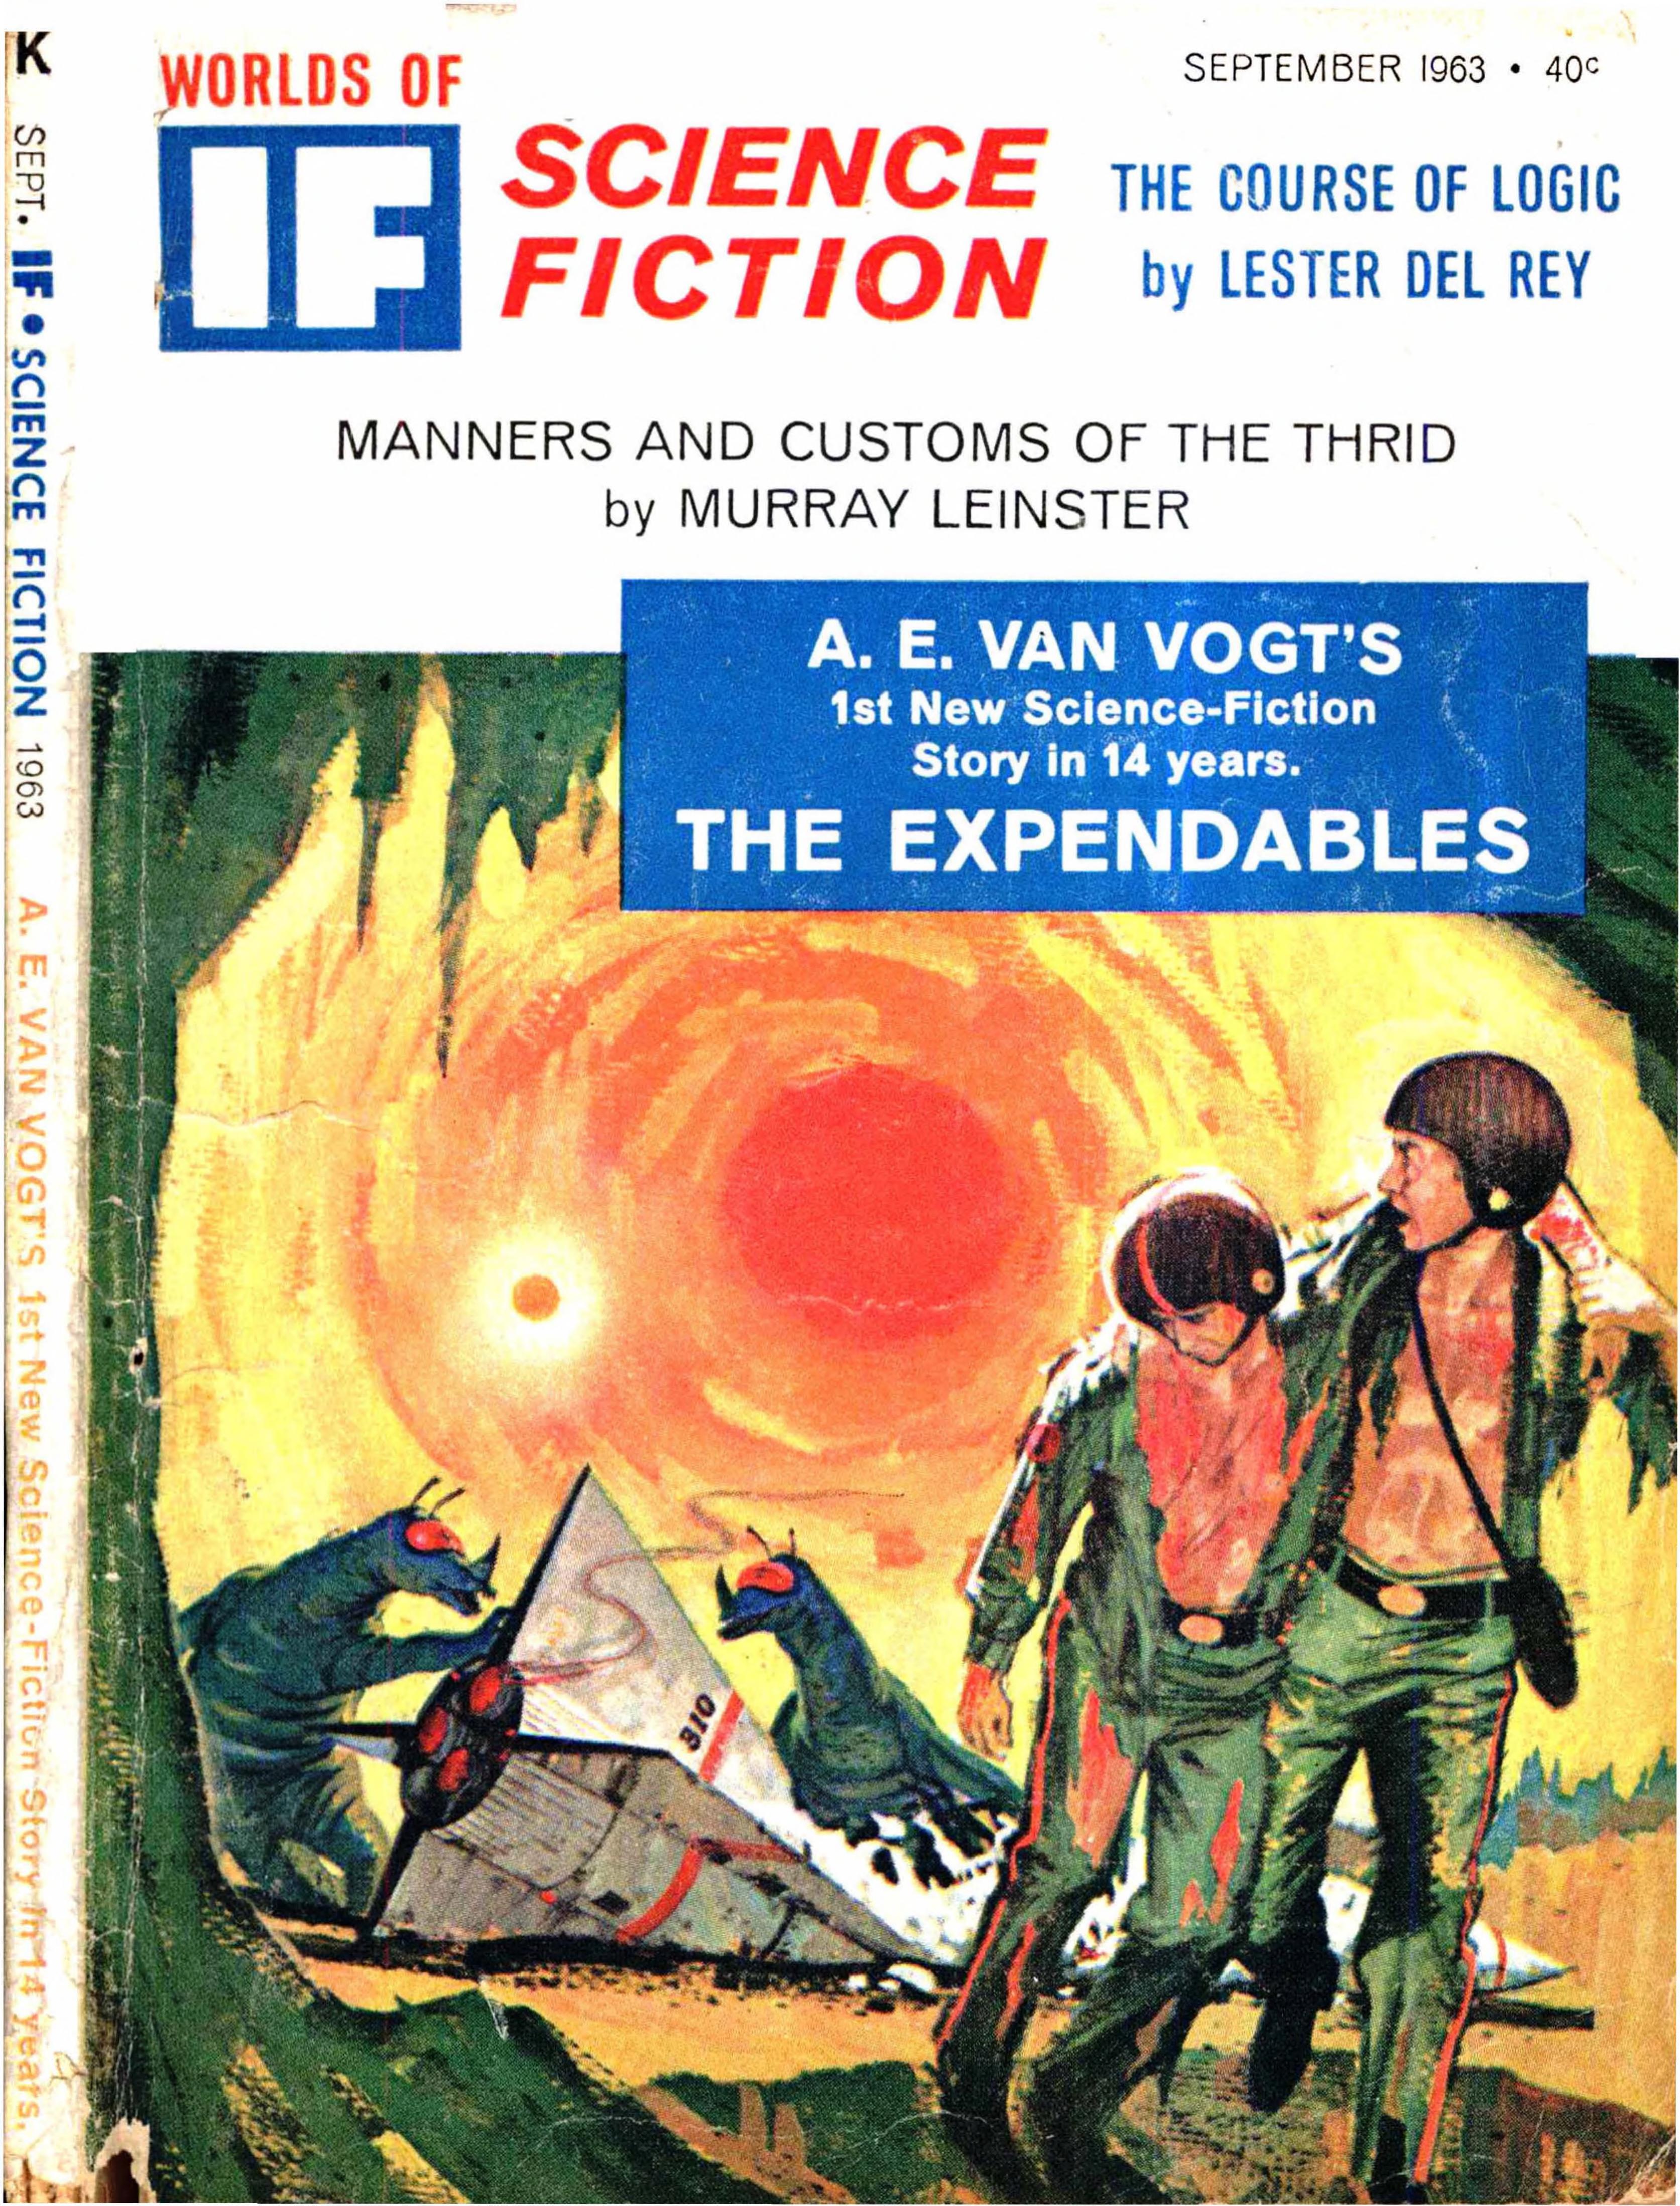 K SEPT. IF • SCIENCE FICTION 1963 A. E. VAN VOGT'S 1st New Science-Fiction Story in 14 years.
WORLDS OF
IF
SCIENCE
FICTION
SEPTEMBER 1963 • 40c
THE COURSE OF LOGIC
by LESTER DEL REY
MANNERS AND CUSTOMS OF THE THRID
by MURRAY LEINSTER
A. E. VAN VOGT'S
1st New Science-Fiction
Story in 14 years.
THE EXPENDABLES
310